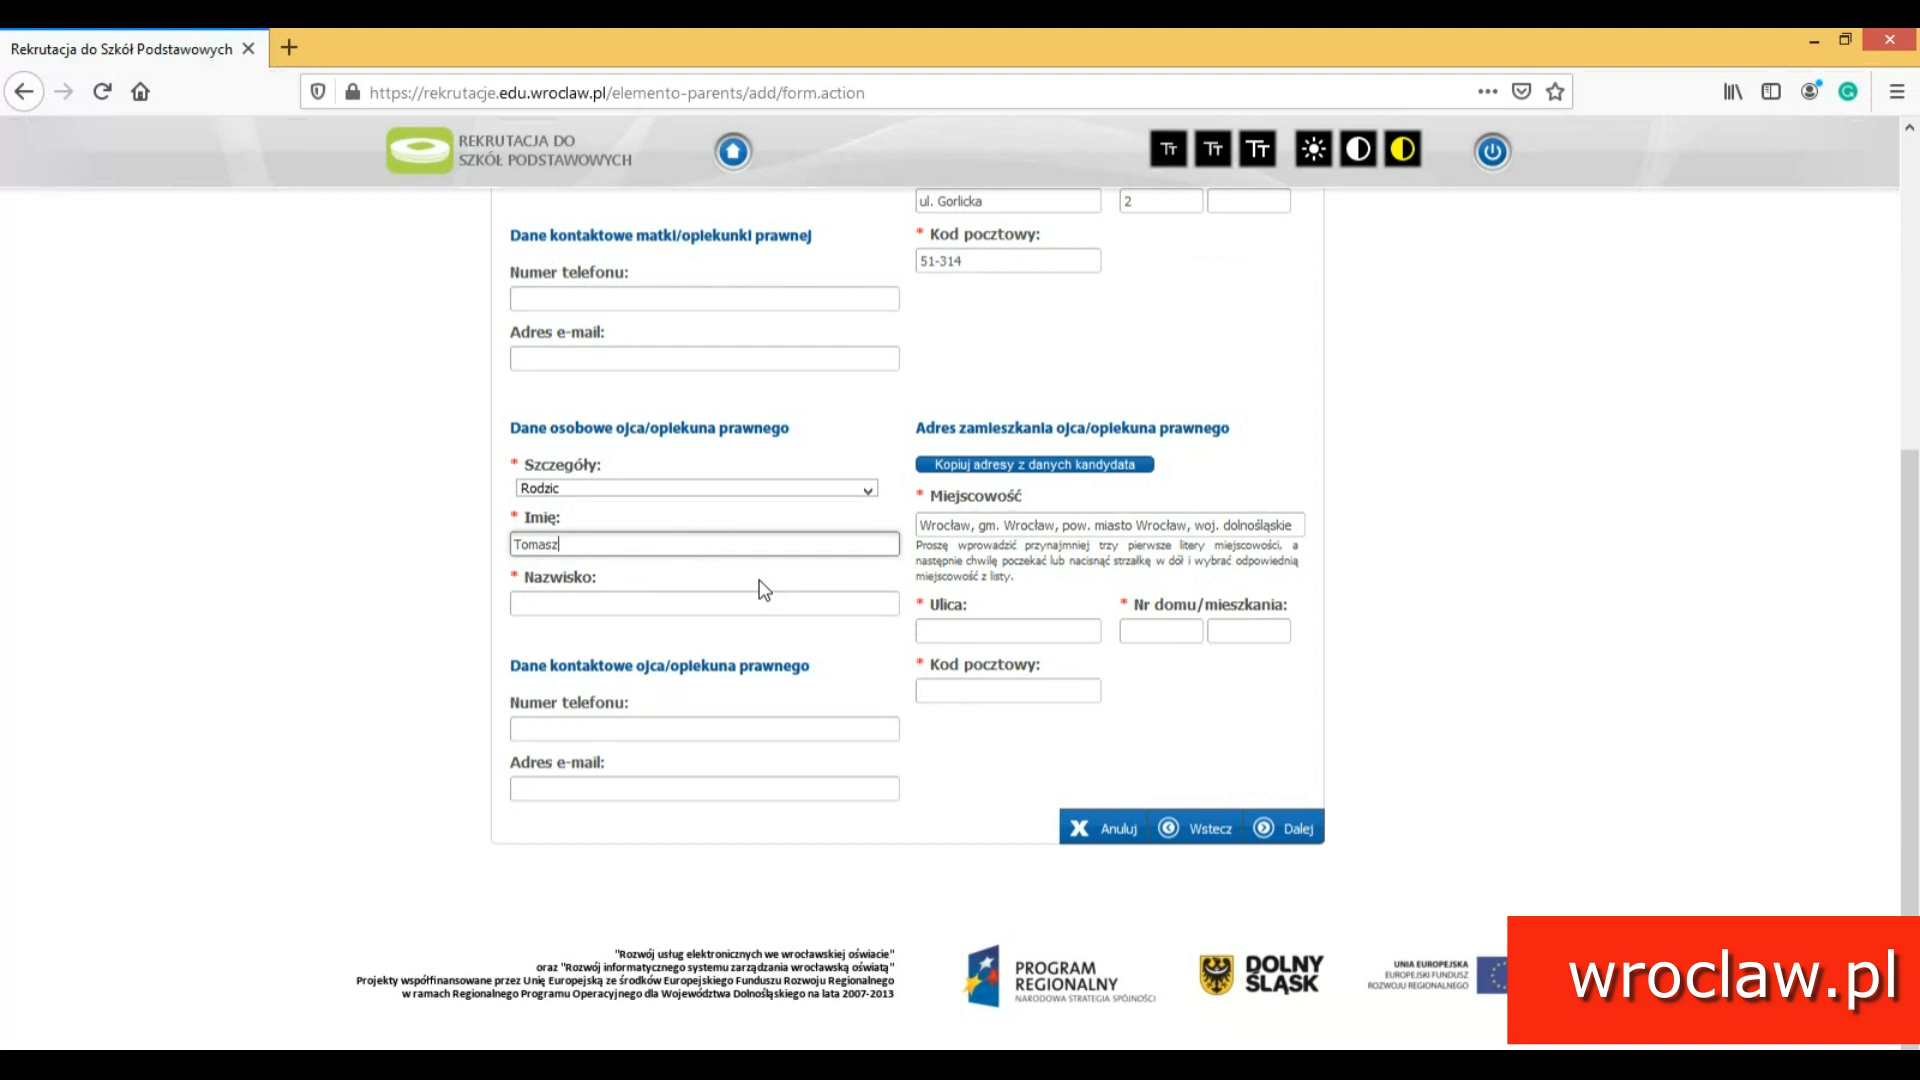 Rekrutacja do Szkół Podstawowych
https://rekrutacje.edu.wroclaw.pl/elemento-parents/add/form.action
REKRUTACJA DO
SZKÓŁ PODSTAWOWYCH
TT TT TT
ul. Gorlicka 2
Dane kontaktowe matki/opiekunki prawnej
* Kod pocztowy:
51-314
Numer telefonu:
Adres e-mail:
Dane osobowe ojca/opiekuna prawnego
Adres zamieszkania ojca/opiekuna prawnego
* Szczegóły:
Kopiuj adresy z danych kandydata
Rodzic
* Miejscowość
* Imię:
Wrocław, gm. Wrocław, pow. miasto Wrocław, woj. dolnośląskie
Tomasz
Proszę wprowadzić przynajmniej trzy pierwsze litery miejscowości, a
następnie chwilę poczekać lub nacisnąć strzałkę w dół i wybrać odpowiednią
miejscowość z listy.
* Nazwisko:
* Ulica: * Nr domu/mieszkania:
Dane kontaktowe ojca/opiekuna prawnego
* Kod pocztowy:
Numer telefonu:
Adres e-mail:
Anuluj Wstecz Dalej
"Rozwój usług elektronicznych we wrocławskiej oświacie"
oraz "Rozwój informatycznego systemu zarządzania wrocławską oświatą"
Projekty współfinansowane przez Unię Europejską ze środków Europejskiego Funduszu Rozwoju Regionalnego
w ramach Regionalnego Programu Operacyjnego dla Województwa Dolnośląskiego na lata 2007-2013
PROGRAM
REGIONALNY
NARODOWA STRATEGIA SPÓJNOŚCI
DOLNY
ŚLĄSK
UNIA EUROPEJSKA
EUROPEJSKI FUNDUSZ
ROZWOJU REGIONALNEGO
wroclaw.pl